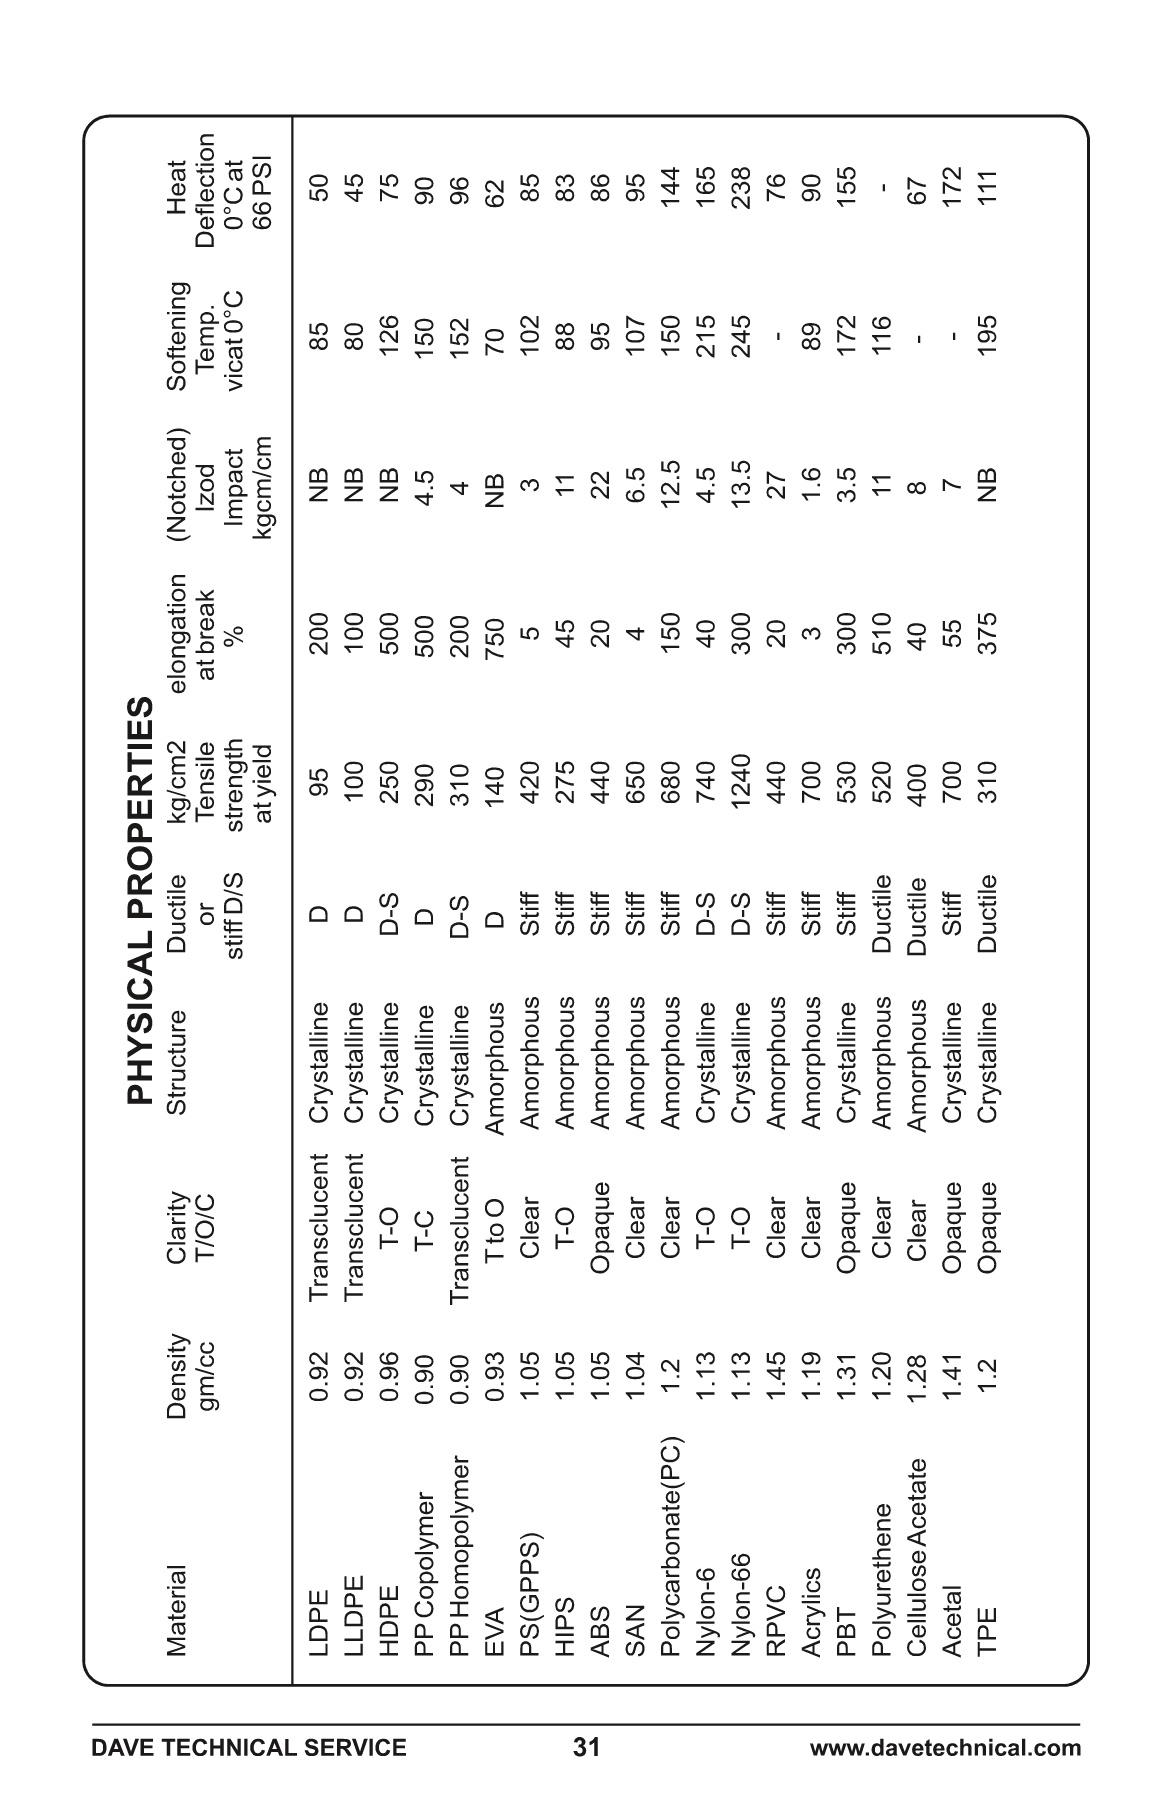 PHYSICAL PROPERTIES
Material Density Clarity Structure Ductile kg/cm2 elongation (Notched) Softening Heat
gm/cc T/O/C or Tensile at break Izod Temp. Deflection
stiff D/S strength % Impact vicat 0°C 0°C at
at yield kgcm/cm 66 PSI
LDPE 0.92 Transclucent Crystalline D 95 200 NB 85 50
LLDPE 0.92 Transclucent Crystalline D 100 100 NB 80 45
HDPE 0.96 T-O Crystalline D-S 250 500 NB 126 75
PP Copolymer 0.90 T-C Crystalline D 290 500 4.5 150 90
PP Homopolymer 0.90 Transclucent Crystalline D-S 310 200 4 152 96
EVA 0.93 T to O Amorphous D 140 750 NB 70 62
PS(GPPS) 1.05 Clear Amorphous Stiff 420 5 3 102 85
HIPS 1.05 T-O Amorphous Stiff 275 45 11 88 83
ABS 1.05 Opaque Amorphous Stiff 440 20 22 95 86
SAN 1.04 Clear Amorphous Stiff 650 4 6.5 107 95
Polycarbonate(PC) 1.2 Clear Amorphous Stiff 680 150 12.5 150 144
Nylon-6 1.13 T-O Crystalline D-S 740 40 4.5 215 165
Nylon-66 1.13 T-O Crystalline D-S 1240 300 13.5 245 238
RPVC 1.45 Clear Amorphous Stiff 440 20 27 - 76
Acrylics 1.19 Clear Amorphous Stiff 700 3 1.6 89 90
PBT 1.31 Opaque Crystalline Stiff 530 300 3.5 172 155
Polyurethene 1.20 Clear Amorphous Ductile 520 510 11 116 -
Cellulose Acetate 1.28 Clear Amorphous Ductile 400 40 8 - 67
Acetal 1.41 Opaque Crystalline Stiff 700 55 7 - 172
TPE 1.2 Opaque Crystalline Ductile 310 375 NB 195 111
DAVE TECHNICAL SERVICE 31 www.davetechnical.com